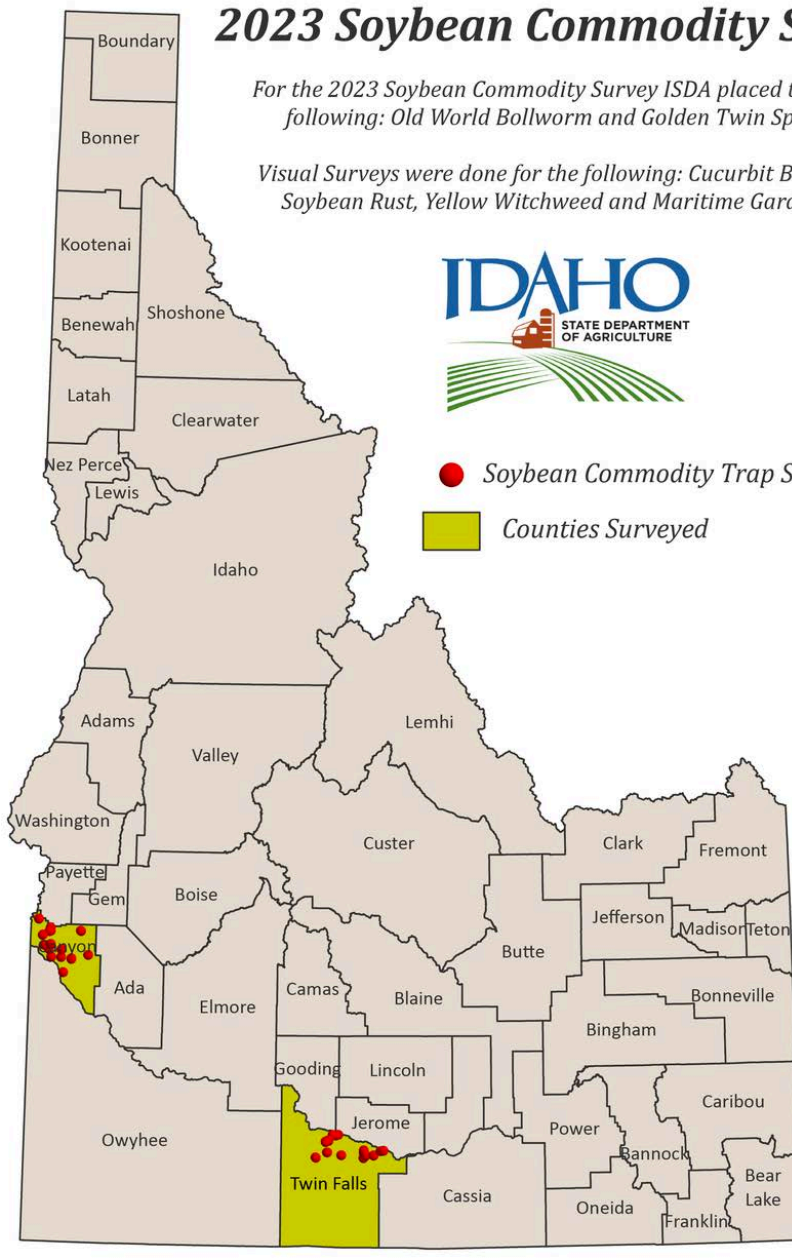 2023 Soybean Commodity S
For the 2023 Soybean Commodity Survey ISDA placed t
following: Old World Bollworm and Golden Twin Sp
Visual Surveys were done for the following: Cucurbit B
Soybean Rust, Yellow Witchweed and Maritime Gard
IDAHO
STATE DEPARTMENT
OF AGRICULTURE
Soybean Commodity Trap S
Counties Surveyed
Boundary
Bonner
Kootenai
Shoshone
Benewah
Latah
Clearwater
Nez Perce
Lewis
Idaho
Lemhi
Adams
Valley
Washington
Custer
Clark
Fremont
Payette
Gem
Boise
Jefferson
Madison
Teton
Canyon
Butte
Ada
Camas
Blaine
Elmore
Bonneville
Bingham
Gooding
Lincoln
Caribou
Jerome
Power
Owyhee
Bannock
Twin Falls
Cassia
Bear
Lake
Oneida
Franklin